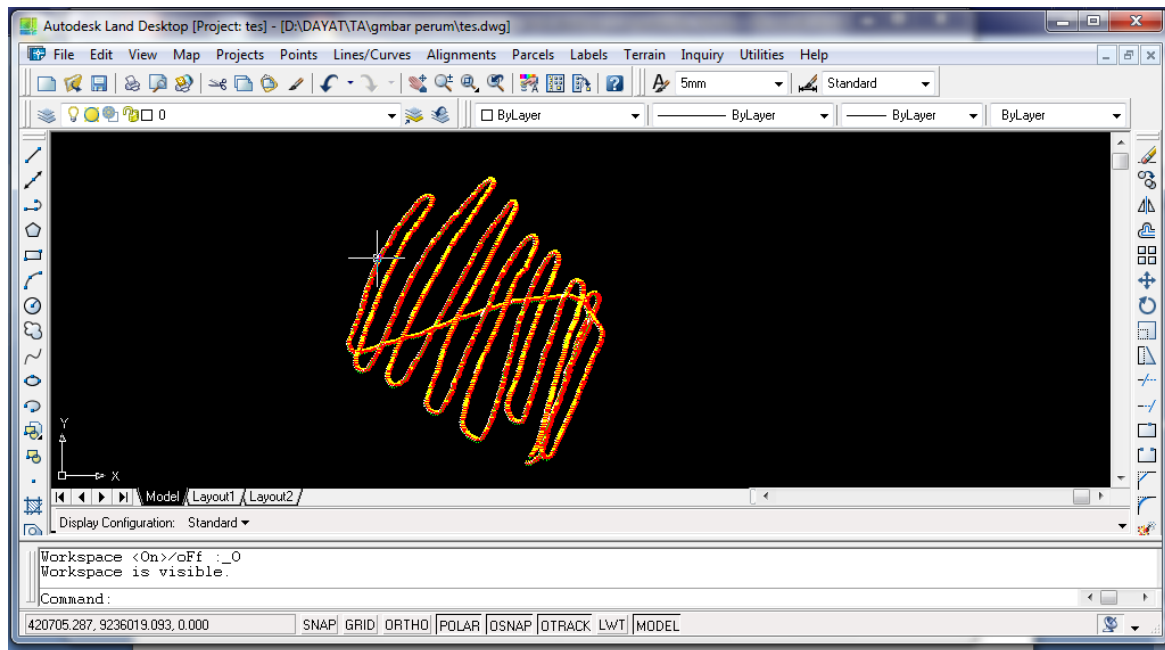 Autodesk Land Desktop [Project: tes] - [D:\DAYAT\TA\gmbar perum\tes.dwg]
File Edit View Map Projects Points Lines/Curves Alignments Parcels Labels Terrain Inquiry Utilities Help
5mm Standard
0 ByLayer ByLayer ByLayer ByLayer
Y
X
Model Layout1 Layout2
Display Configuration: Standard
Workspace <On>/oFf :_O
Workspace is visible.
Command:
420705.287, 9236019.093, 0.000 SNAP GRID ORTHO POLAR OSNAP OTRACK LWT MODEL